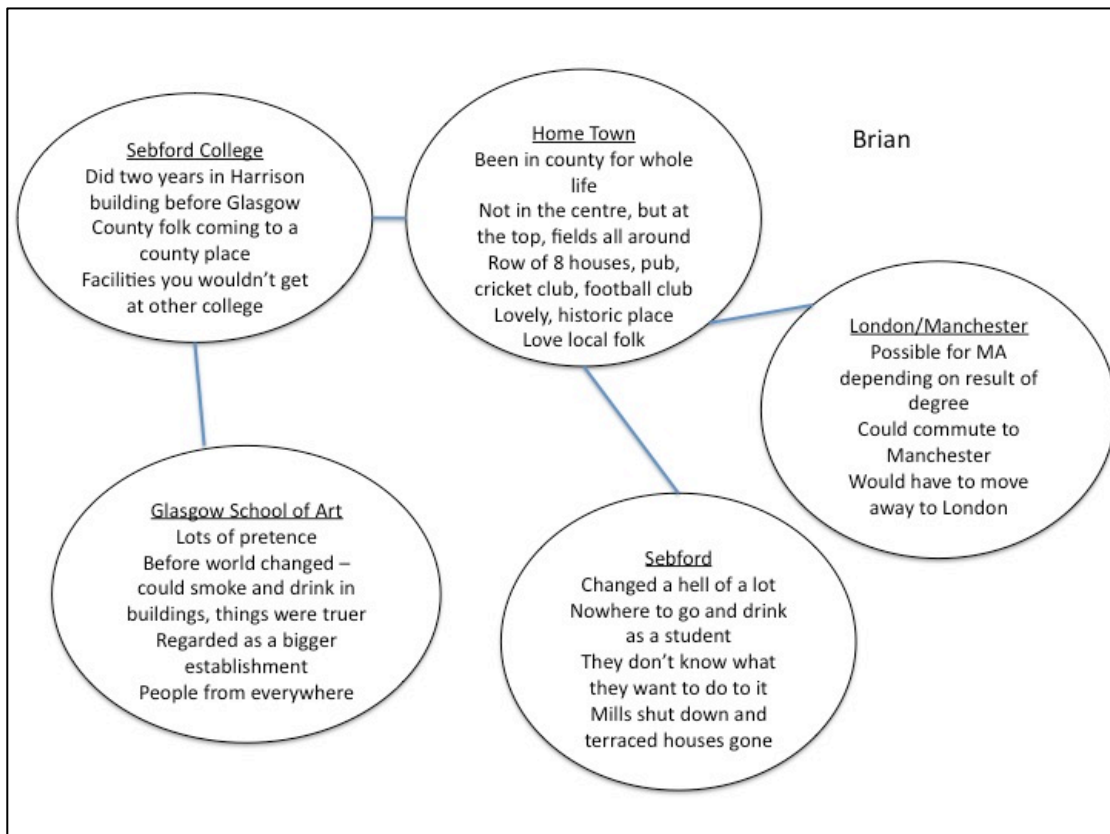 Sebford College
Did two years in Harrison
building before Glasgow
County folk coming to a
county place
Facilities you wouldn’t get
at other college
Home Town
Been in county for whole
life
Not in the centre, but at
the top, fields all around
Row of 8 houses, pub,
cricket club, football club
Lovely, historic place
Love local folk
Brian
London/Manchester
Possible for MA
depending on result of
degree
Could commute to
Manchester
Would have to move
away to London
Glasgow School of Art
Lots of pretence
Before world changed –
could smoke and drink in
buildings, things were truer
Regarded as a bigger
establishment
People from everywhere
Sebford
Changed a hell of a lot
Nowhere to go and drink
as a student
They don’t know what
they want to do to it
Mills shut down and
terraced houses gone